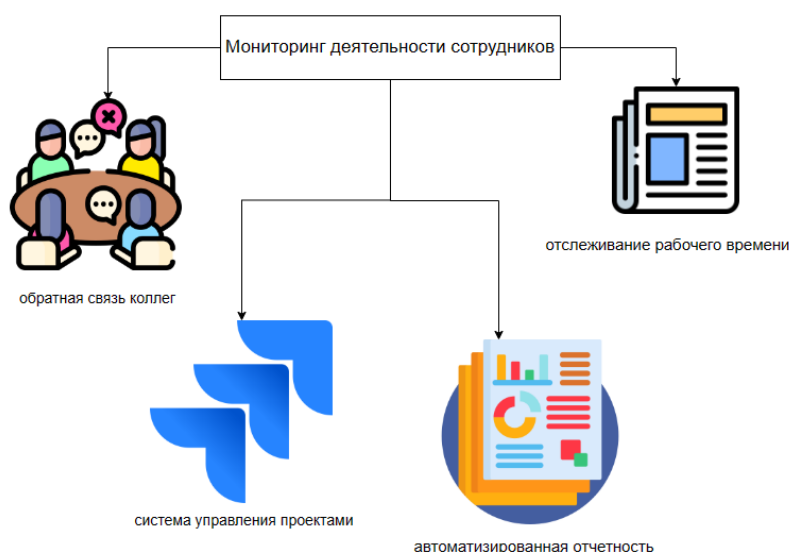 Мониторинг деятельности сотрудников
отслеживание рабочего времени
обратная связь коллег
система управления проектами
автоматизированная отчетность